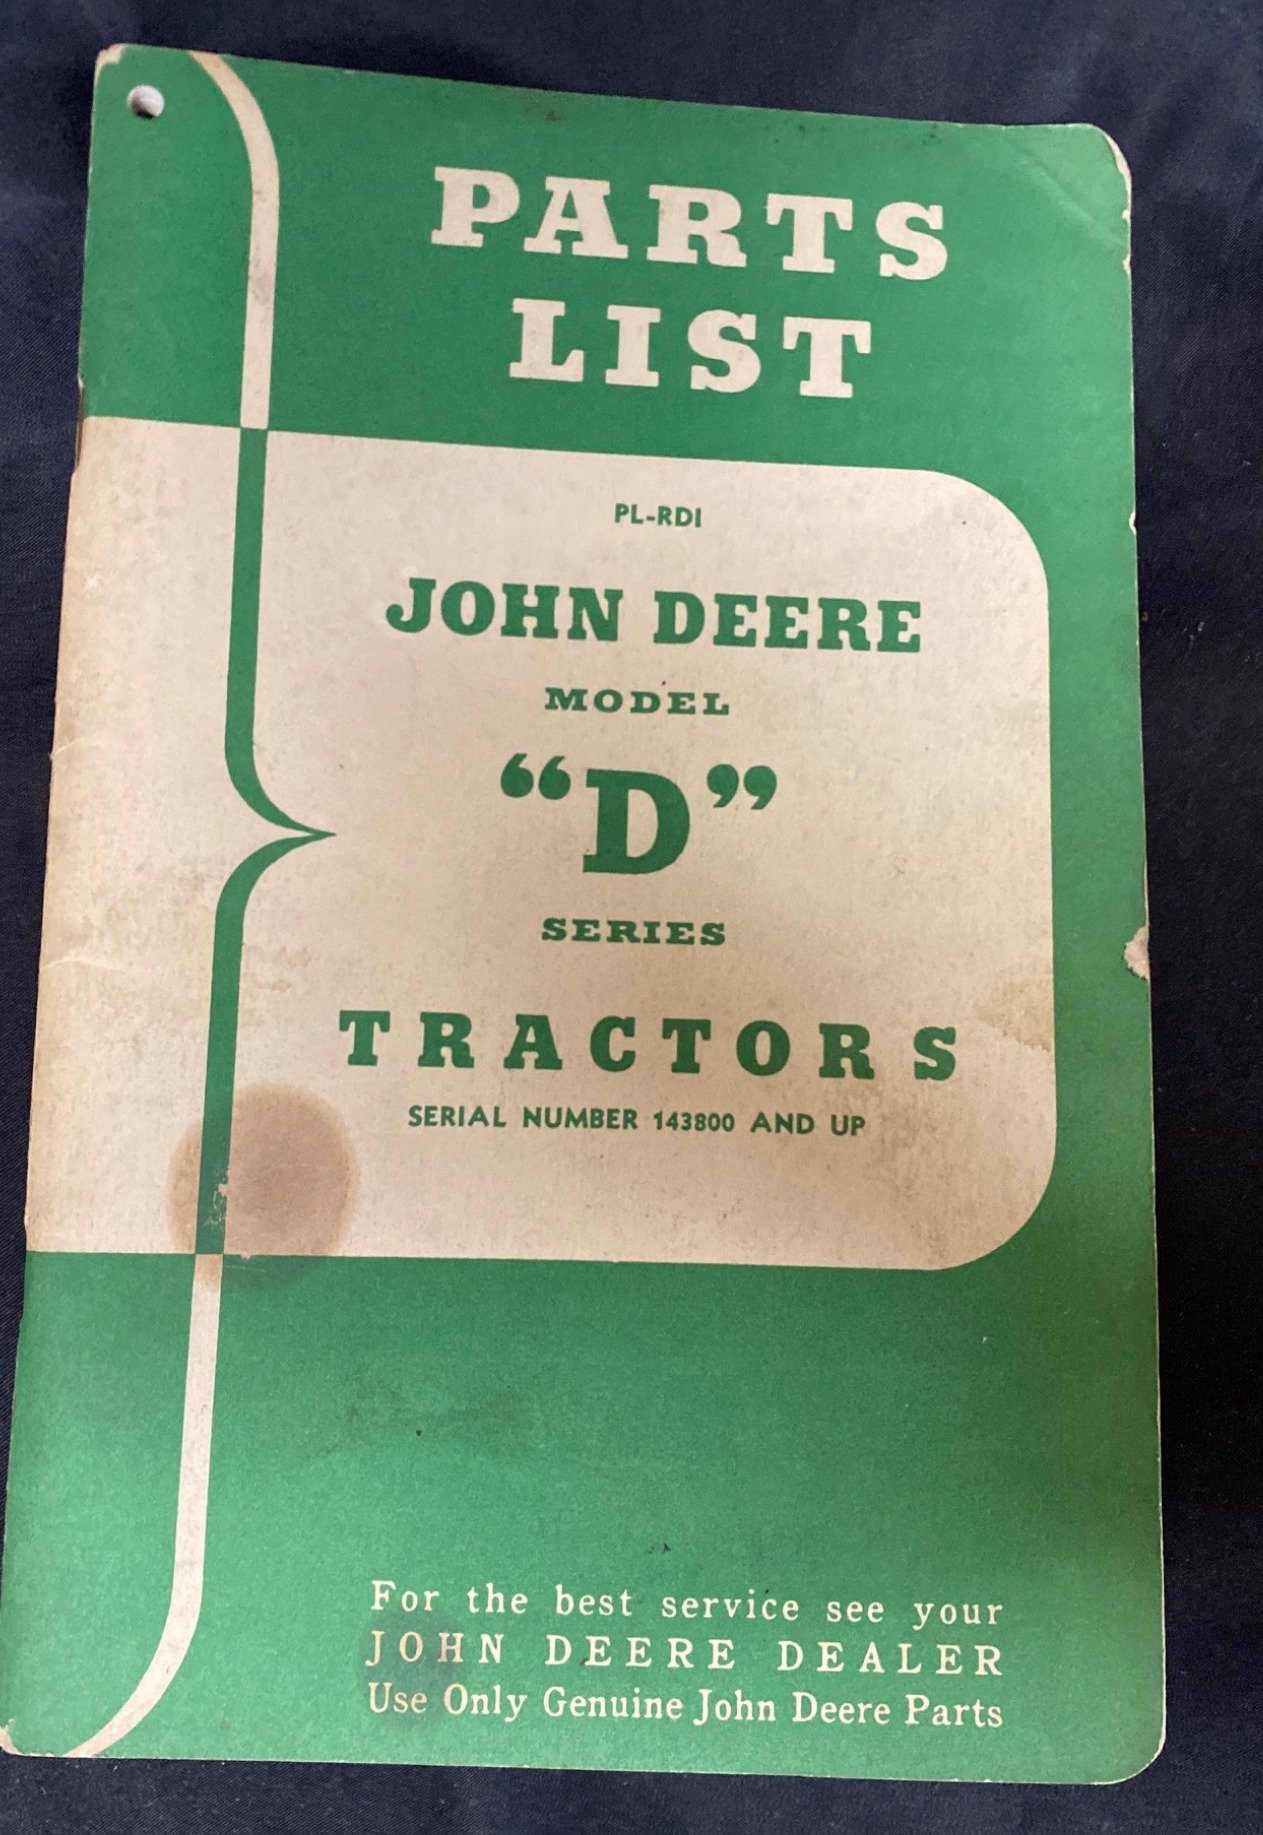 PARTS
LIST
PL-RDI
JOHN DEERE
MODEL
“D”
SERIES
TRACTORS
SERIAL NUMBER 143800 AND UP
For the best service see your
JOHN DEERE DEALER
Use Only Genuine John Deere Parts